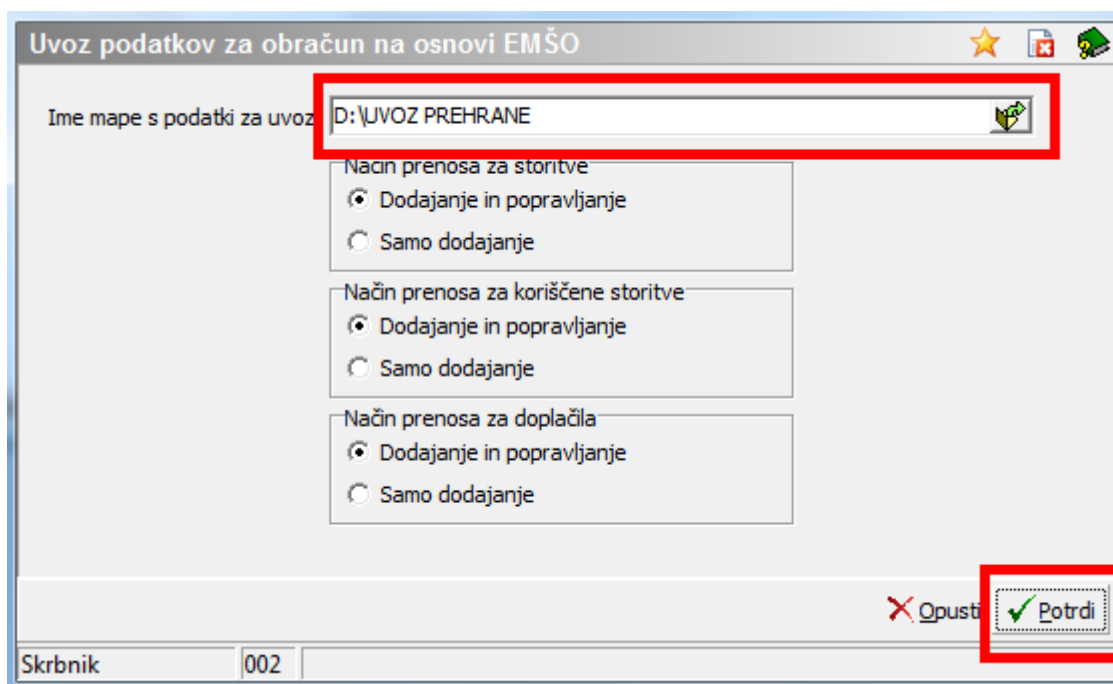 Uvoz podatkov za obračun na osnovi EMŠO
Ime mape s podatki za uvoz
D:\UVOZ PREHRANE
Način prenosa za storitve
Dodajanje in popravljanje
Samo dodajanje
Način prenosa za koriščene storitve
Dodajanje in popravljanje
Samo dodajanje
Način prenosa za doplačila
Dodajanje in popravljanje
Samo dodajanje
Opusti
Potrdi
Skrbnik
002